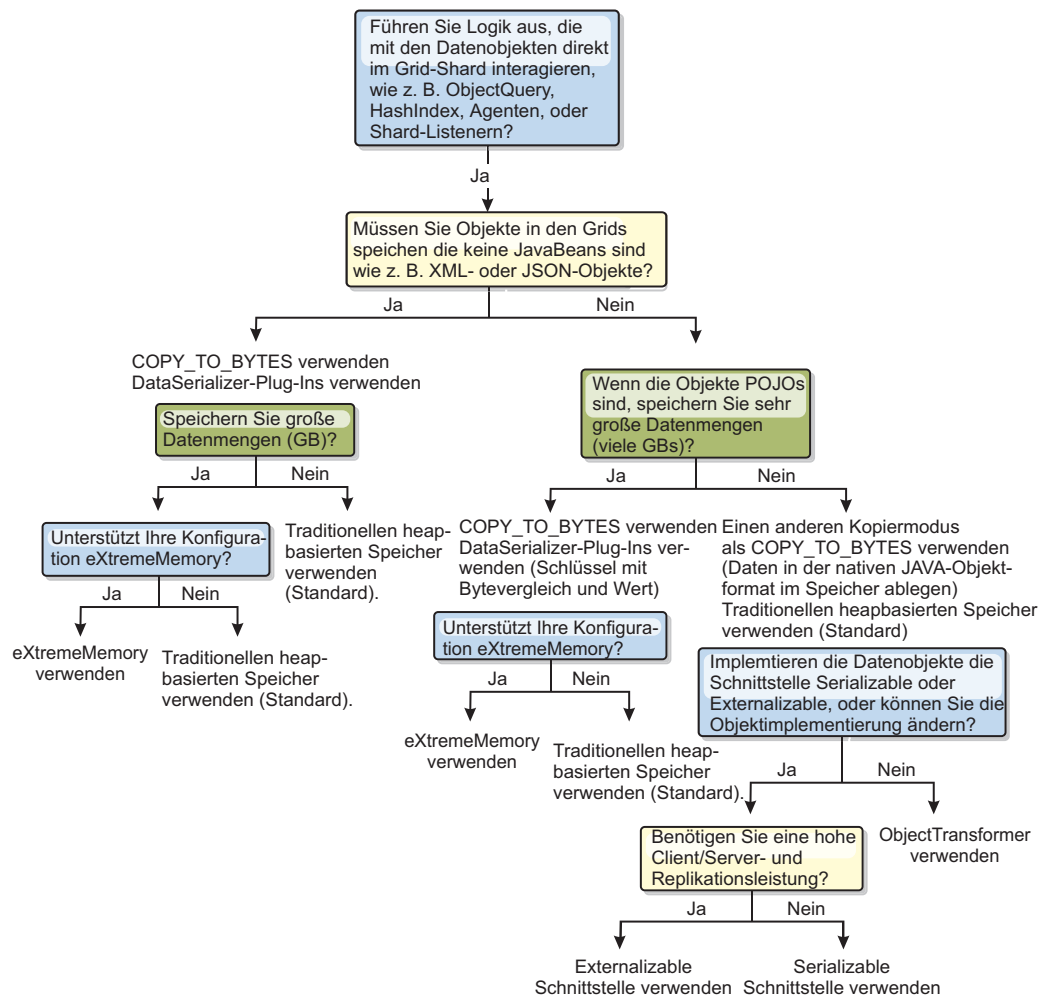 Führen Sie Logik aus, die
mit den Datenobjekten direkt
im Grid-Shard interagieren,
wie z. B. ObjectQuery,
HashIndex, Agenten, oder
Shard-Listenern?
Ja
Müssen Sie Objekte in den Grids
speichen die keine JavaBeans sind
wie z. B. XML- oder JSON-Objekte?
Ja
Nein
COPY_TO_BYTES verwenden
DataSerializer-Plug-Ins verwenden
Speichern Sie große
Datenmengen (GB)?
Ja
Nein
Unterstützt Ihre Konfigura-
tion eXtremeMemory?
Traditionellen heap-
basierten Speicher
verwenden
(Standard).
Ja
Nein
eXtremeMemory
verwenden
Traditionellen heap-
basierten Speicher
verwenden (Standard).
Wenn die Objekte POJOs
sind, speichern Sie sehr
große Datenmengen
(viele GBs)?
Ja
Nein
COPY_TO_BYTES verwenden
DataSerializer-Plug-Ins ver-
wenden (Schlüssel mit
Bytevergleich und Wert)
Unterstützt Ihre Konfigura-
tion eXtremeMemory?
Ja
Nein
eXtremeMemory
verwenden
Traditionellen heap-
basierten Speicher
verwenden (Standard).
Einen anderen Kopiermodus
als COPY_TO_BYTES verwenden
(Daten in der nativen JAVA-Objekt-
format im Speicher ablegen)
Traditionellen heapbasierten Speicher
verwenden (Standard)
Implemtieren die Datenobjekte die
Schnittstelle Serializable oder
Externalizable, oder können Sie die
Objektimplementierung ändern?
Ja
Nein
Benötigen Sie eine hohe
Client/Server- und
Replikationsleistung?
ObjectTransformer
verwenden
Ja
Nein
Externalizable
Schnittstelle verwenden
Serializable
Schnittstelle verwenden